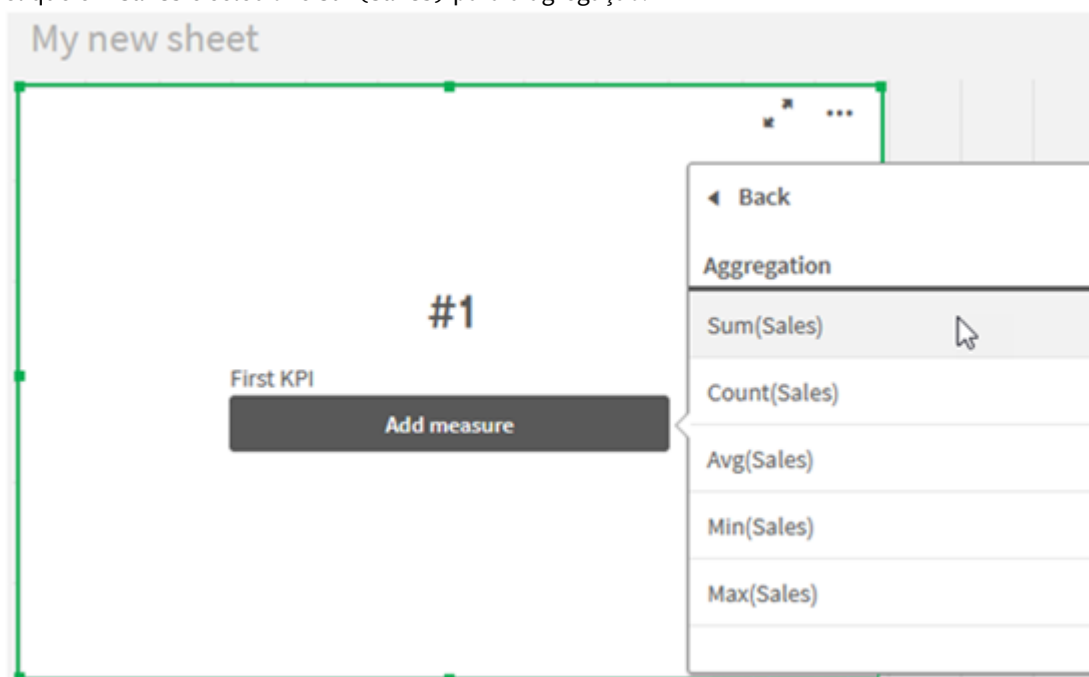 My new sheet
Back
Aggregation
#1
Sum(Sales)
First KPI
Count(Sales)
Add measure
Avg(Sales)
Min(Sales)
Max(Sales)